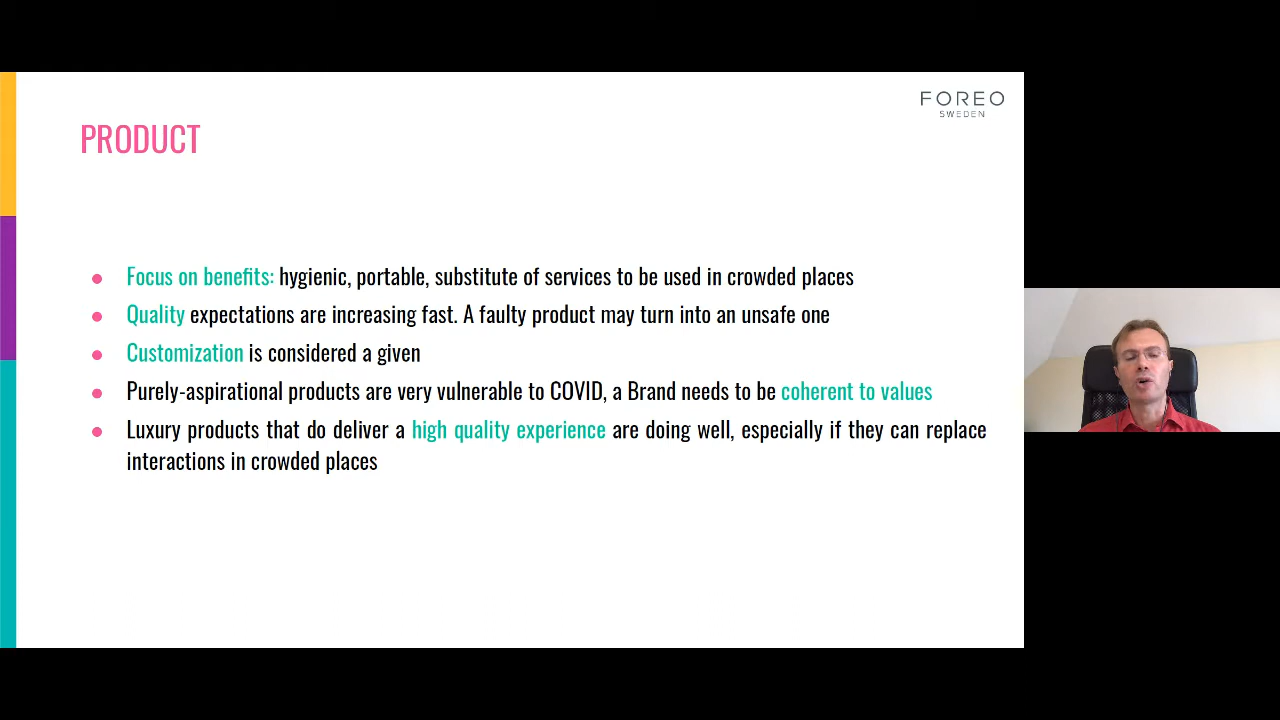 FOREO
SWEDEN
PRODUCT
● Focus on benefits: hygienic, portable, substitute of services to be used in crowded places
● Quality expectations are increasing fast. A faulty product may turn into an unsafe one
● Customization is considered a given
● Purely-aspirational products are very vulnerable to COVID, a Brand needs to be coherent to values
● Luxury products that do deliver a high quality experience are doing well, especially if they can replace
interactions in crowded places